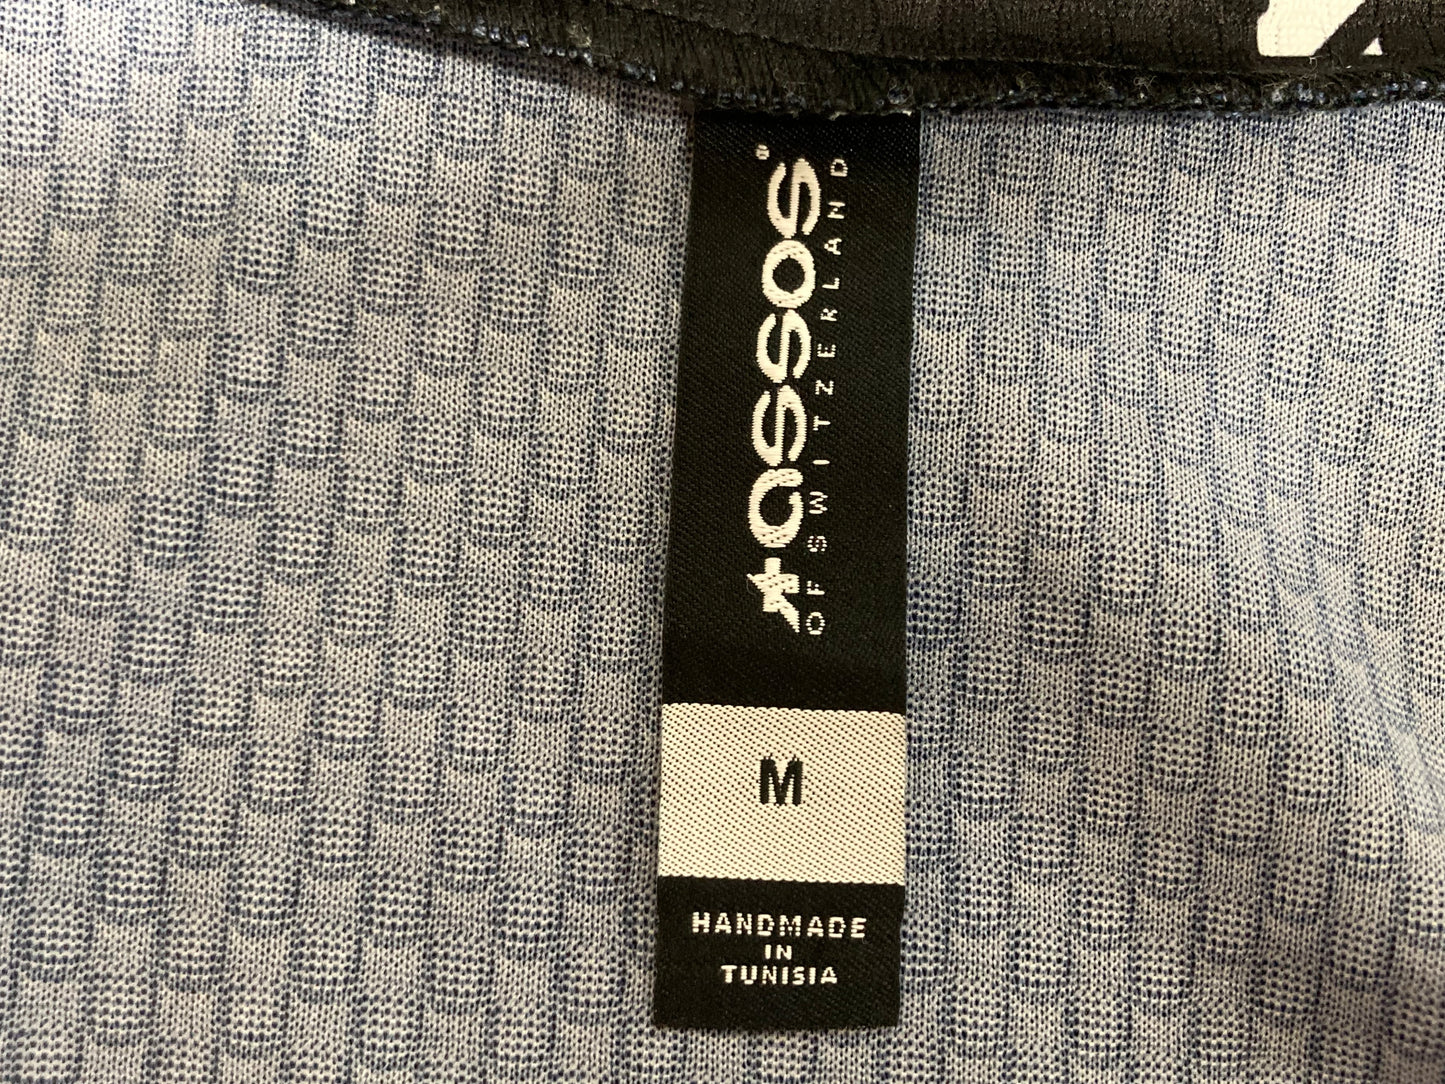 assos
OF SWITZERLAND
M
HANDMADE
IN
TUNISIA